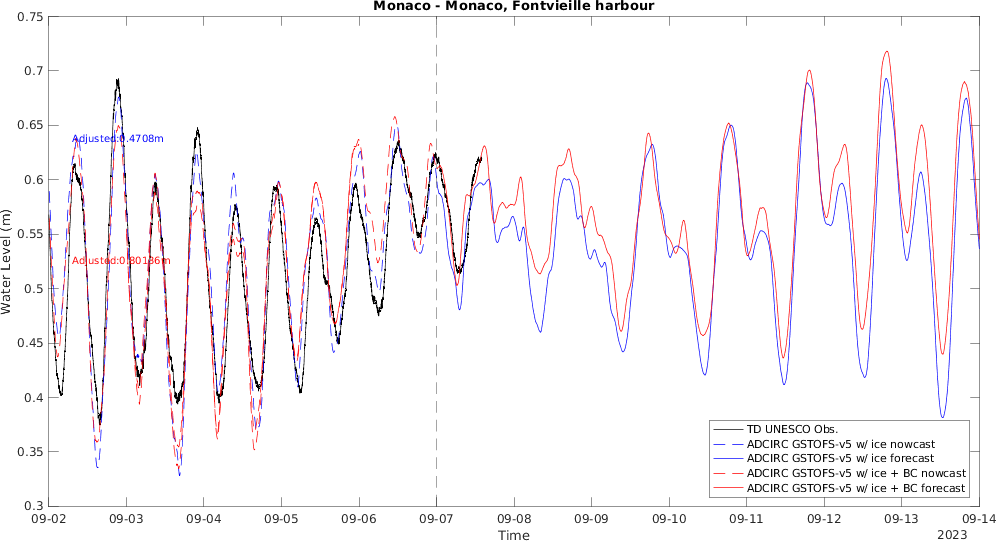 Monaco - Monaco, Fontvieille harbour
0.75
0.7
0.65
0.6
0.55
0.5
0.45
0.4
0.35
0.3
Water Level (m)
Adjusted:0.4708m
Adjusted:0.80136m
TD UNESCO Obs.
ADCIRC GSTOFS-v5 w/ ice nowcast
ADCIRC GSTOFS-v5 w/ ice forecast
ADCIRC GSTOFS-v5 w/ ice + BC nowcast
ADCIRC GSTOFS-v5 w/ ice + BC forecast
09-02 09-03 09-04 09-05 09-06 09-07 09-08 09-09 09-10 09-11 09-12 09-13 09-14
Time
2023